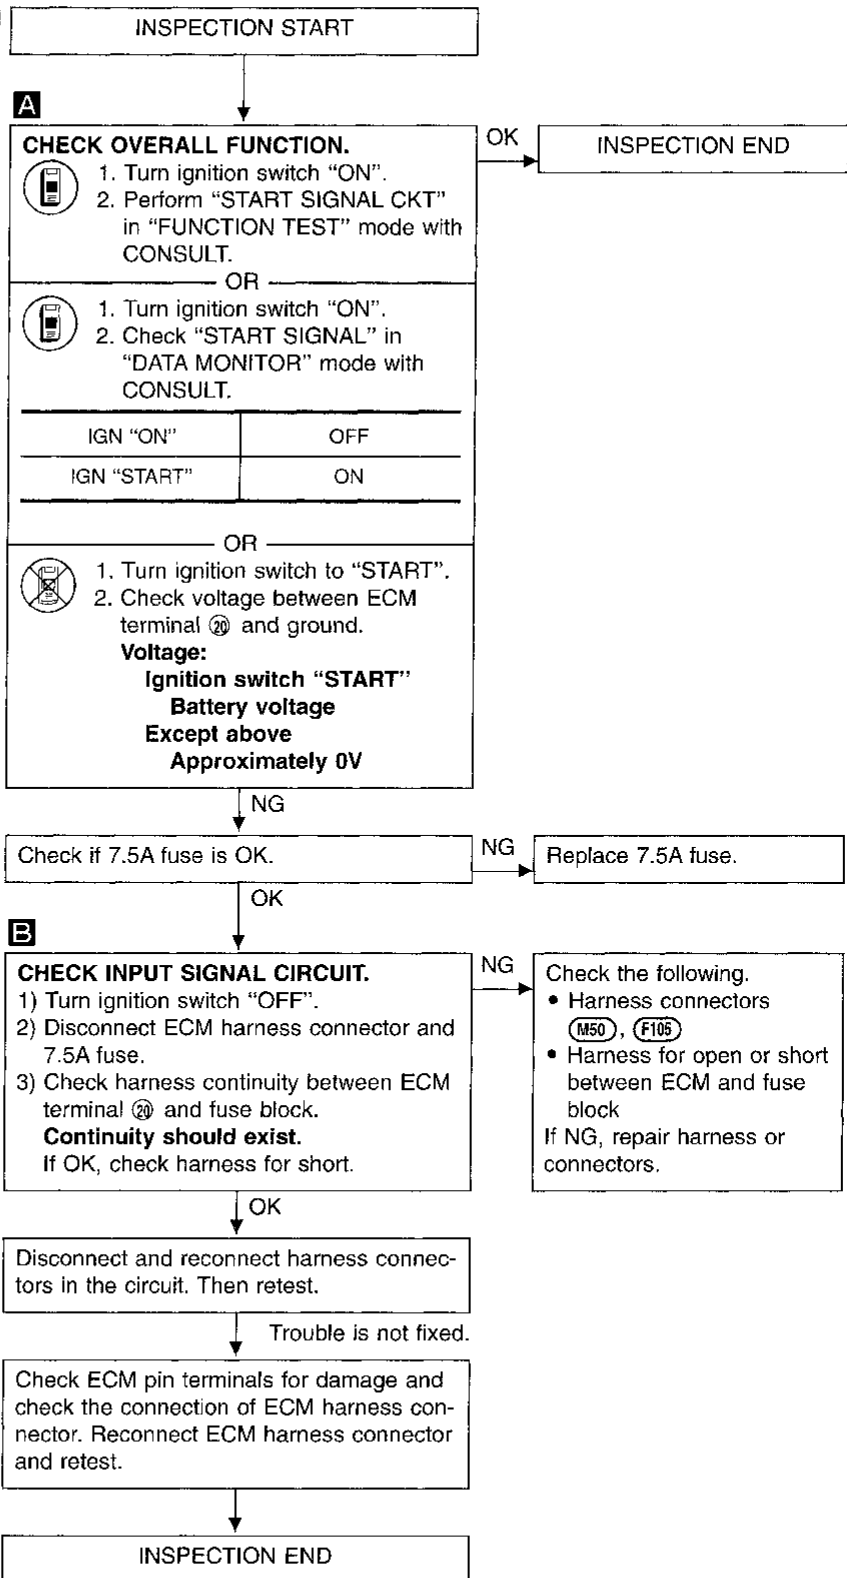 INSPECTION START
A
CHECK OVERALL FUNCTION.
1. Turn ignition switch “ON”.
2. Perform “START SIGNAL CKT”
in “FUNCTION TEST” mode with
CONSULT.
OR
1. Turn ignition switch “ON”.
2. Check “START SIGNAL” in
“DATA MONITOR” mode with
CONSULT.
IGN “ON” OFF
IGN “START” ON
OR
1. Turn ignition switch to “START”.
2. Check voltage between ECM
terminal ⑳ and ground.
Voltage:
Ignition switch “START”
Battery voltage
Except above
Approximately 0V
OK
INSPECTION END
NG
Check if 7.5A fuse is OK.
NG
Replace 7.5A fuse.
OK
B
CHECK INPUT SIGNAL CIRCUIT.
1) Turn ignition switch “OFF”.
2) Disconnect ECM harness connector and
7.5A fuse.
3) Check harness continuity between ECM
terminal ⑳ and fuse block.
Continuity should exist.
If OK, check harness for short.
NG
Check the following.
• Harness connectors
M50, F105
• Harness for open or short
between ECM and fuse
block
If NG, repair harness or
connectors.
OK
Disconnect and reconnect harness connec-
tors in the circuit. Then retest.
Trouble is not fixed.
Check ECM pin terminals for damage and
check the connection of ECM harness con-
nector. Reconnect ECM harness connector
and retest.
INSPECTION END